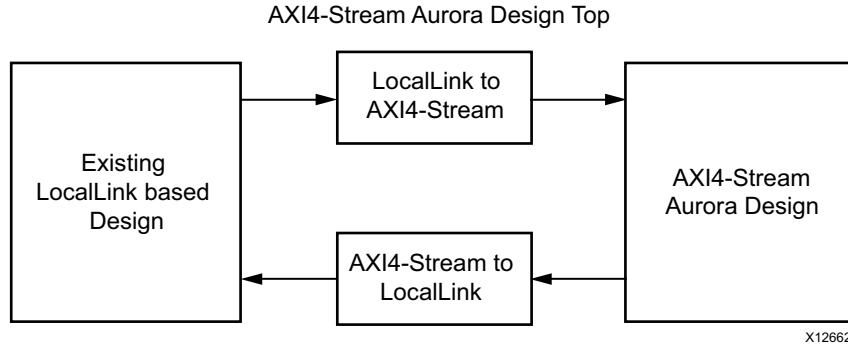 AXI4-Stream Aurora Design Top
LocalLink to
AXI4-Stream
Existing
LocalLink based
Design
AXI4-Stream
Aurora Design
AXI4-Stream to
LocalLink
X12662